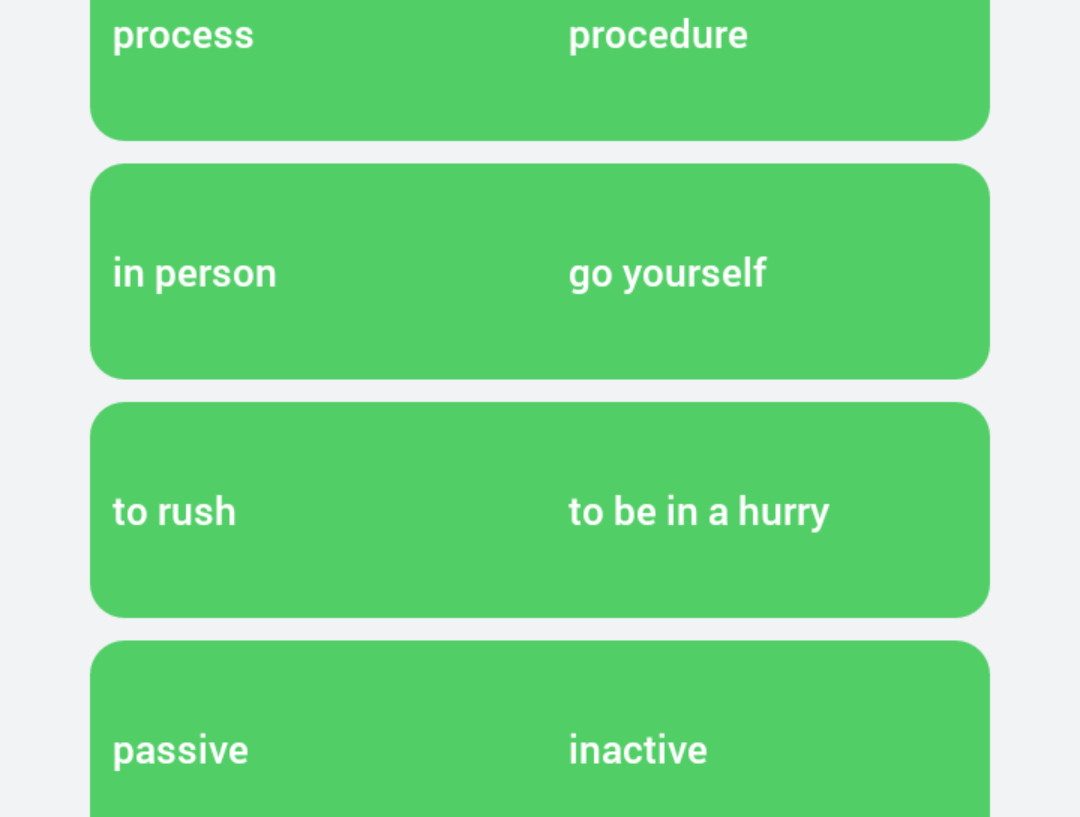 process procedure
in person go yourself
to rush to be in a hurry
passive inactive